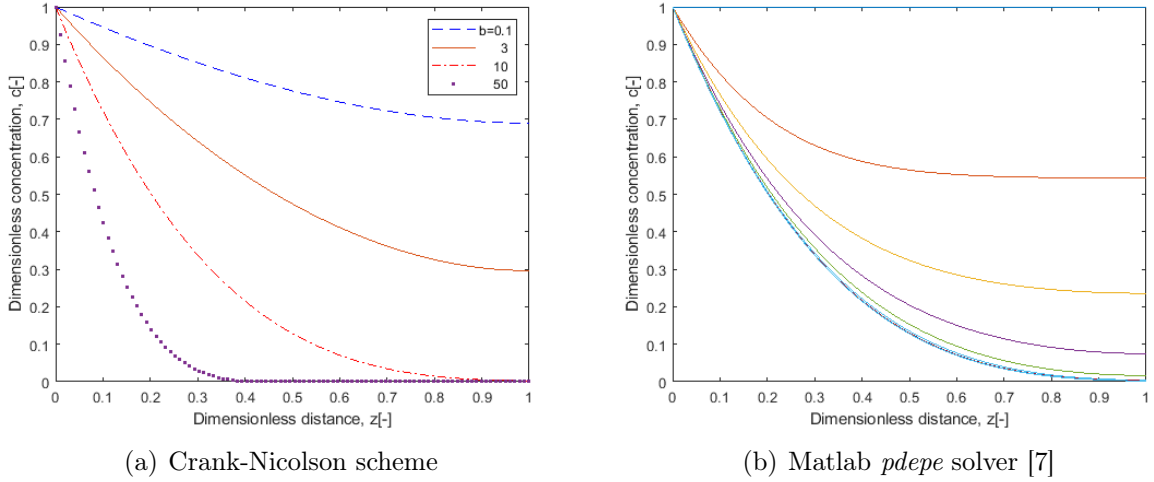 1
0.9
0.8
0.7
0.6
0.5
0.4
0.3
0.2
0.1
0
Dimensionless concentration, c[-]
b=0.1
3
10
50
0 0.1 0.2 0.3 0.4 0.5 0.6 0.7 0.8 0.9 1
Dimensionless distance, z[-]
(a) Crank-Nicolson scheme
1
0.9
0.8
0.7
0.6
0.5
0.4
0.3
0.2
0.1
0
Dimensionless concentration, c[-]
0 0.1 0.2 0.3 0.4 0.5 0.6 0.7 0.8 0.9 1
Dimensionless distance, z[-]
(b) Matlab pdepe solver [7]